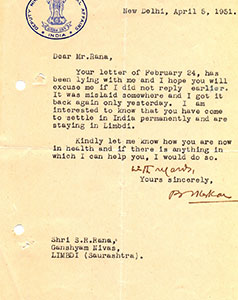 INDIA
New Delhi, April 5, 1951.
Dear Mr.Rana,
Your letter of February 24, has
been lying with me and I hope you will
excuse me if I did not reply earlier.
It was mislaid somewhere and I got it
back again only yesterday. I am
interested to know that you have come
to settle in India permanently and are
staying in Limbdi.
Kindly let me know how you are now
in health and if there is anything in
which I can help you, I would do so.
With regards,
Yours sincerely,
Shri S.R.Rana,
Ganshyam Nivas,
LIMBDI (Saurashtra).